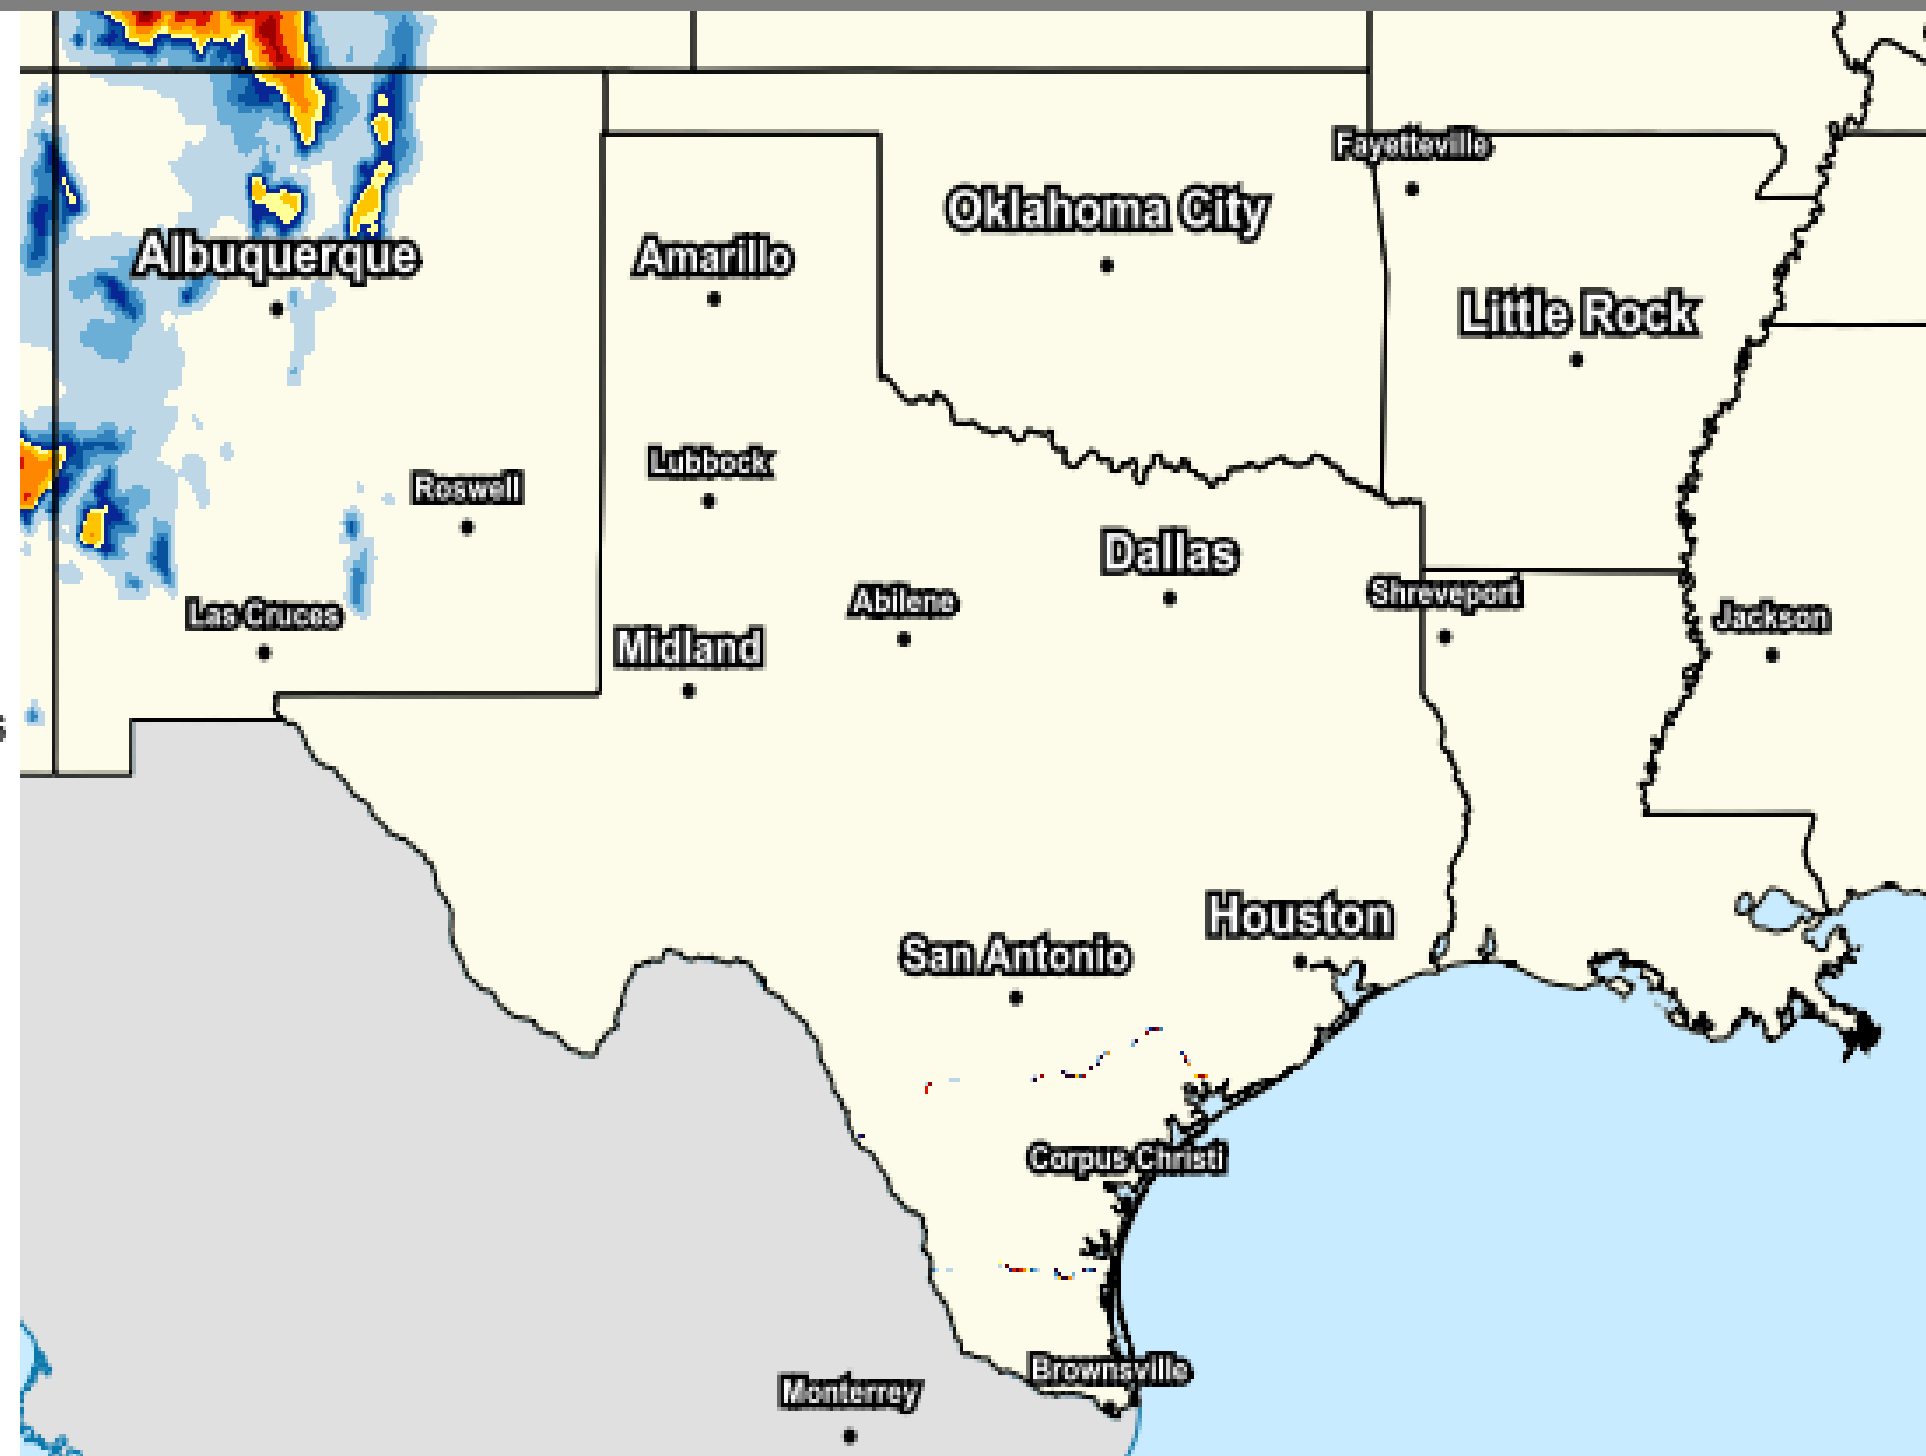 Fayetteville
Oklahoma City
Albuquerque
Amarillo
Little Rock
Lubbock
Roswell
Dallas
Shreveport
Abilene
Las Cruces
Jackson
Midland
Houston
San Antonio
Corpus Christi
Brownsville
Monterrey